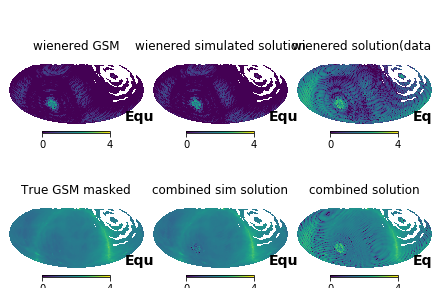 wienered GSM
wienered simulated solution
wienered solution(data
Equ
Equ
Eq
0 4
0 4
0 4
True GSM masked
combined sim solution
combined solution
Equ
Equ
Eq
0 4
0 4
0 4